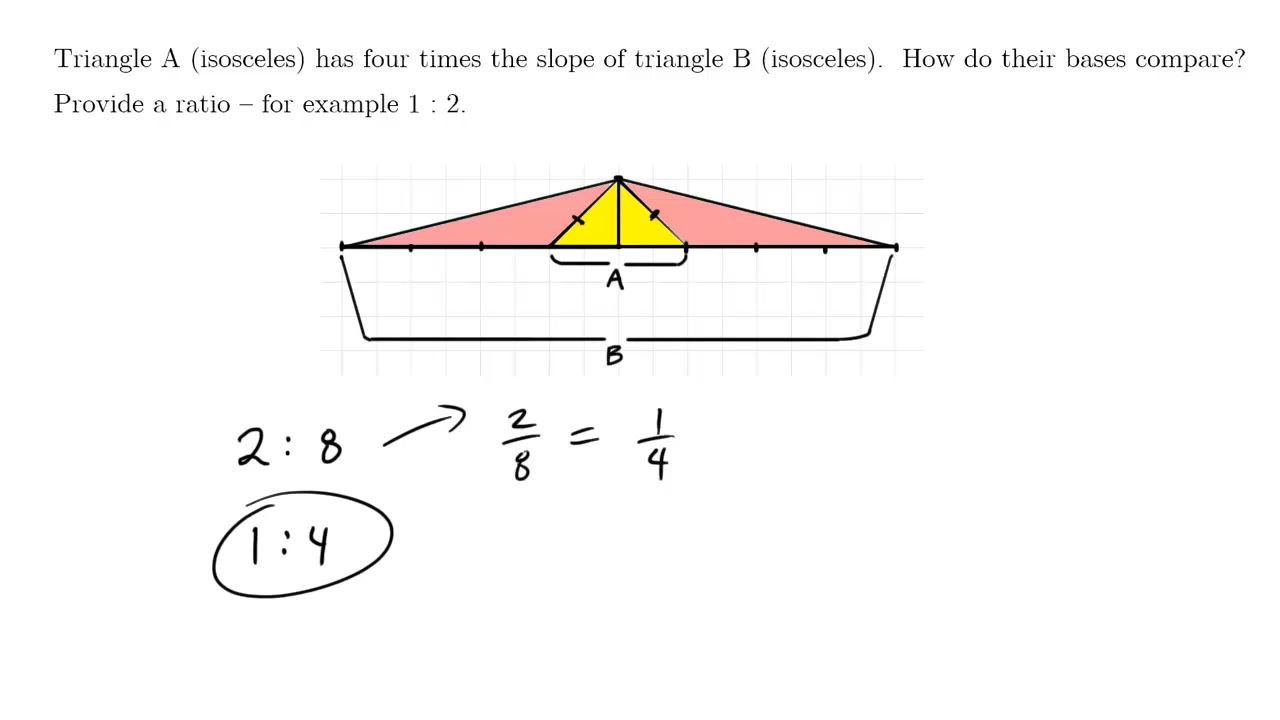 Triangle A (isosceles) has four times the slope of triangle B (isosceles). How do their bases compare?
Provide a ratio – for example 1 : 2.
A
B
2 : 8 → 2/8 = 1/4
1 : 4